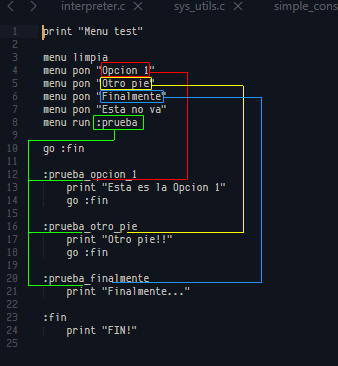 interpreter.c
sys_utils.c
simple_cons
1 print "Menu test"
2
3 menu limpia
4 menu pon "Opcion 1"
5 menu pon "Otro pie"
6 menu pon "Finalmente"
7 menu pon "Esta no va"
8 menu run :prueba
9
10 go :fin
11
12 :prueba_opcion_1
13 print "Esta es la Opcion 1"
14 go :fin
15
16 :prueba_otro_pie
17 print "Otro pie!!"
18 go :fin
19
20 :prueba_finalmente
21 print "Finalmente..."
22
23 :fin
24 print "FIN!"
25